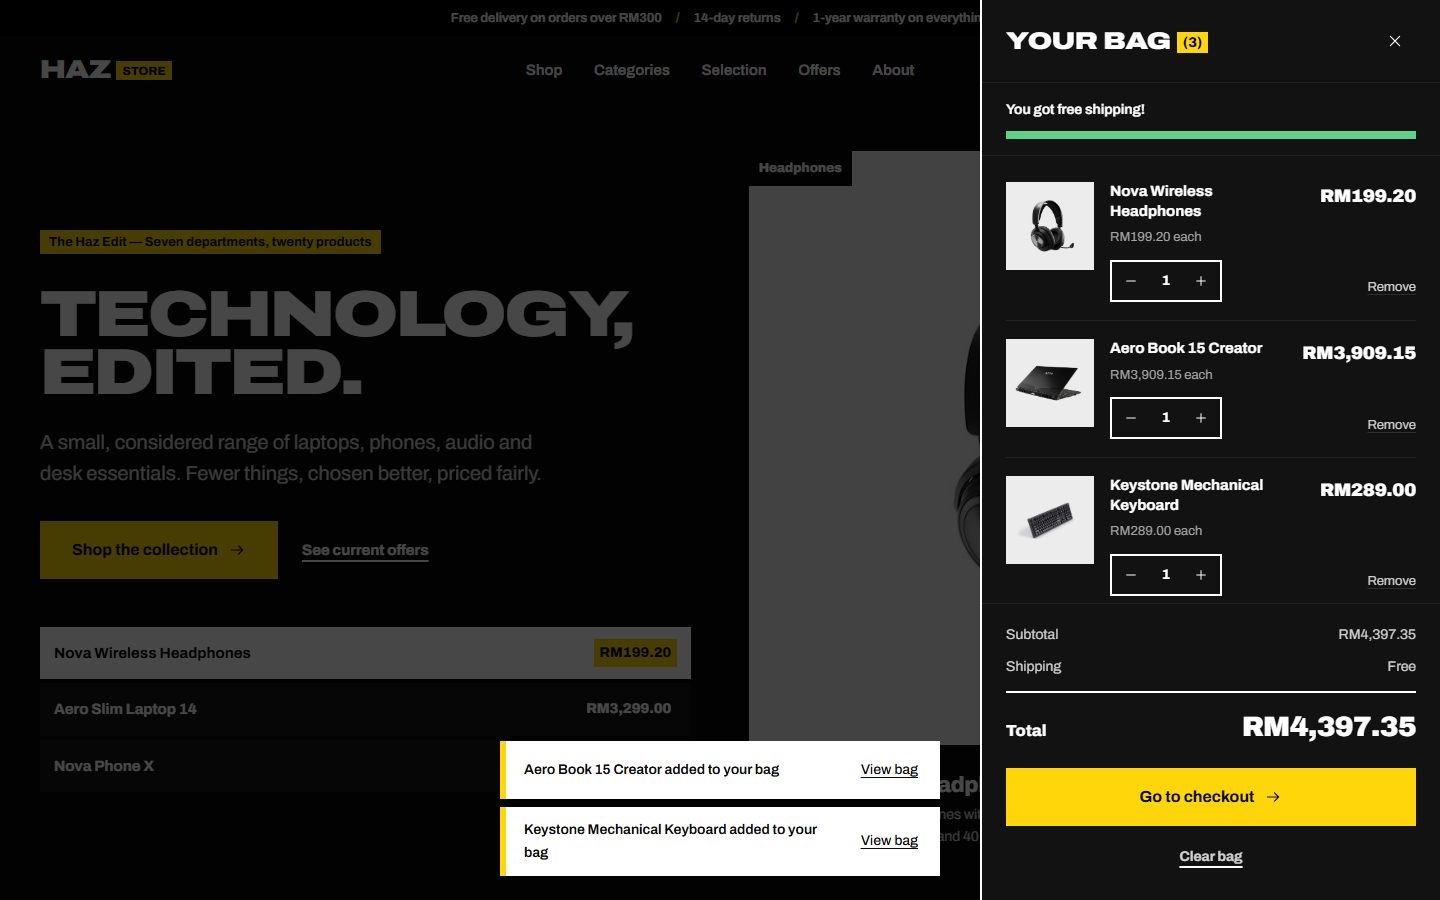 Free delivery on orders over RM300 / 14-day returns / 1-year warranty on everythin
HAZ STORE
Shop
Categories
Selection
Offers
About
Headphones
The Haz Edit — Seven departments, twenty products
TECHNOLOGY,
EDITED.
A small, considered range of laptops, phones, audio and
desk essentials. Fewer things, chosen better, priced fairly.
Shop the collection →
See current offers
Nova Wireless Headphones RM199.20
Aero Slim Laptop 14 RM3,299.00
Nova Phone X
adp
nes wi
and 40
Aero Book 15 Creator added to your bag
View bag
Keystone Mechanical Keyboard added to your
bag
View bag
YOUR BAG (3)
You got free shipping!
Nova Wireless
Headphones
RM199.20
RM199.20 each
− 1 +
Remove
Aero Book 15 Creator
RM3,909.15
RM3,909.15 each
− 1 +
Remove
Keystone Mechanical
Keyboard
RM289.00
RM289.00 each
− 1 +
Remove
Subtotal RM4,397.35
Shipping Free
Total RM4,397.35
Go to checkout →
Clear bag